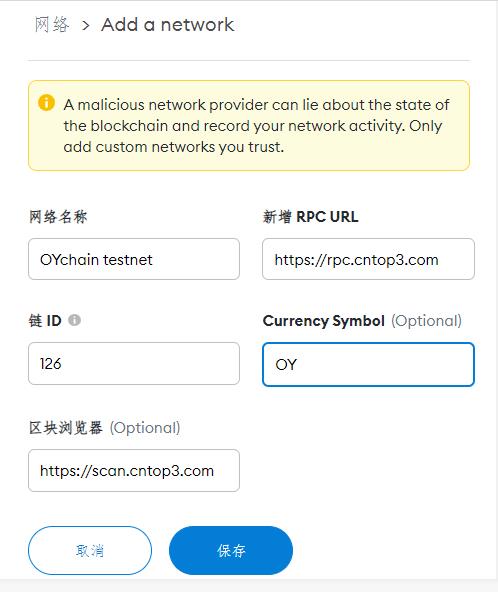 网络 > Add a network
A malicious network provider can lie about the state of
the blockchain and record your network activity. Only
add custom networks you trust.
网络名称
新增 RPC URL
OYchain testnet
https://rpc.cntop3.com
链 ID
Currency Symbol (Optional)
126
OY
区块浏览器 (Optional)
https://scan.cntop3.com
取消
保存